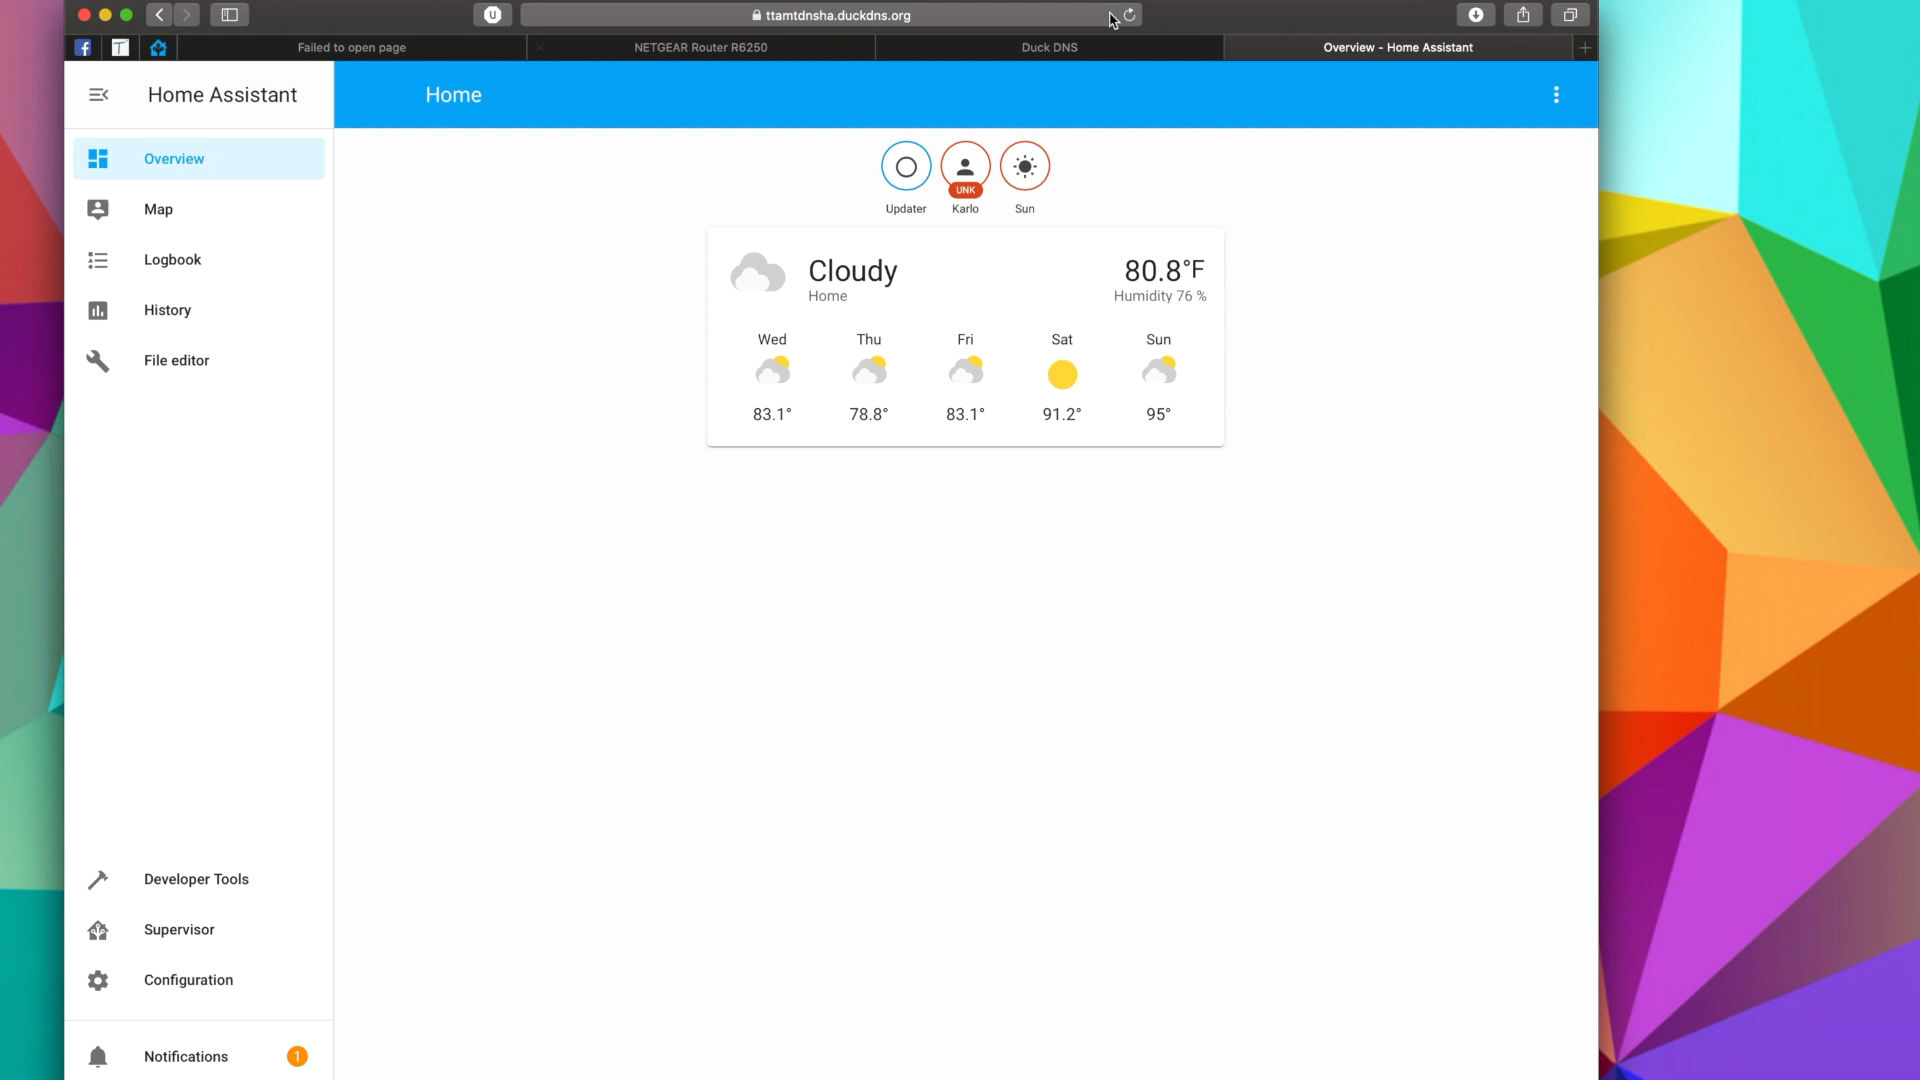 U
ttamtdnsha.duckdns.org
f
T
Failed to open page
NETGEAR Router R6250
Duck DNS
Overview - Home Assistant
Home Assistant
Home
Overview
Map
Logbook
History
File editor
UNK
Updater
Karlo
Sun
Cloudy
Home
80.8°F
Humidity 76 %
Wed
Thu
Fri
Sat
Sun
83.1°
78.8°
83.1°
91.2°
95°
Developer Tools
Supervisor
Configuration
Notifications
1